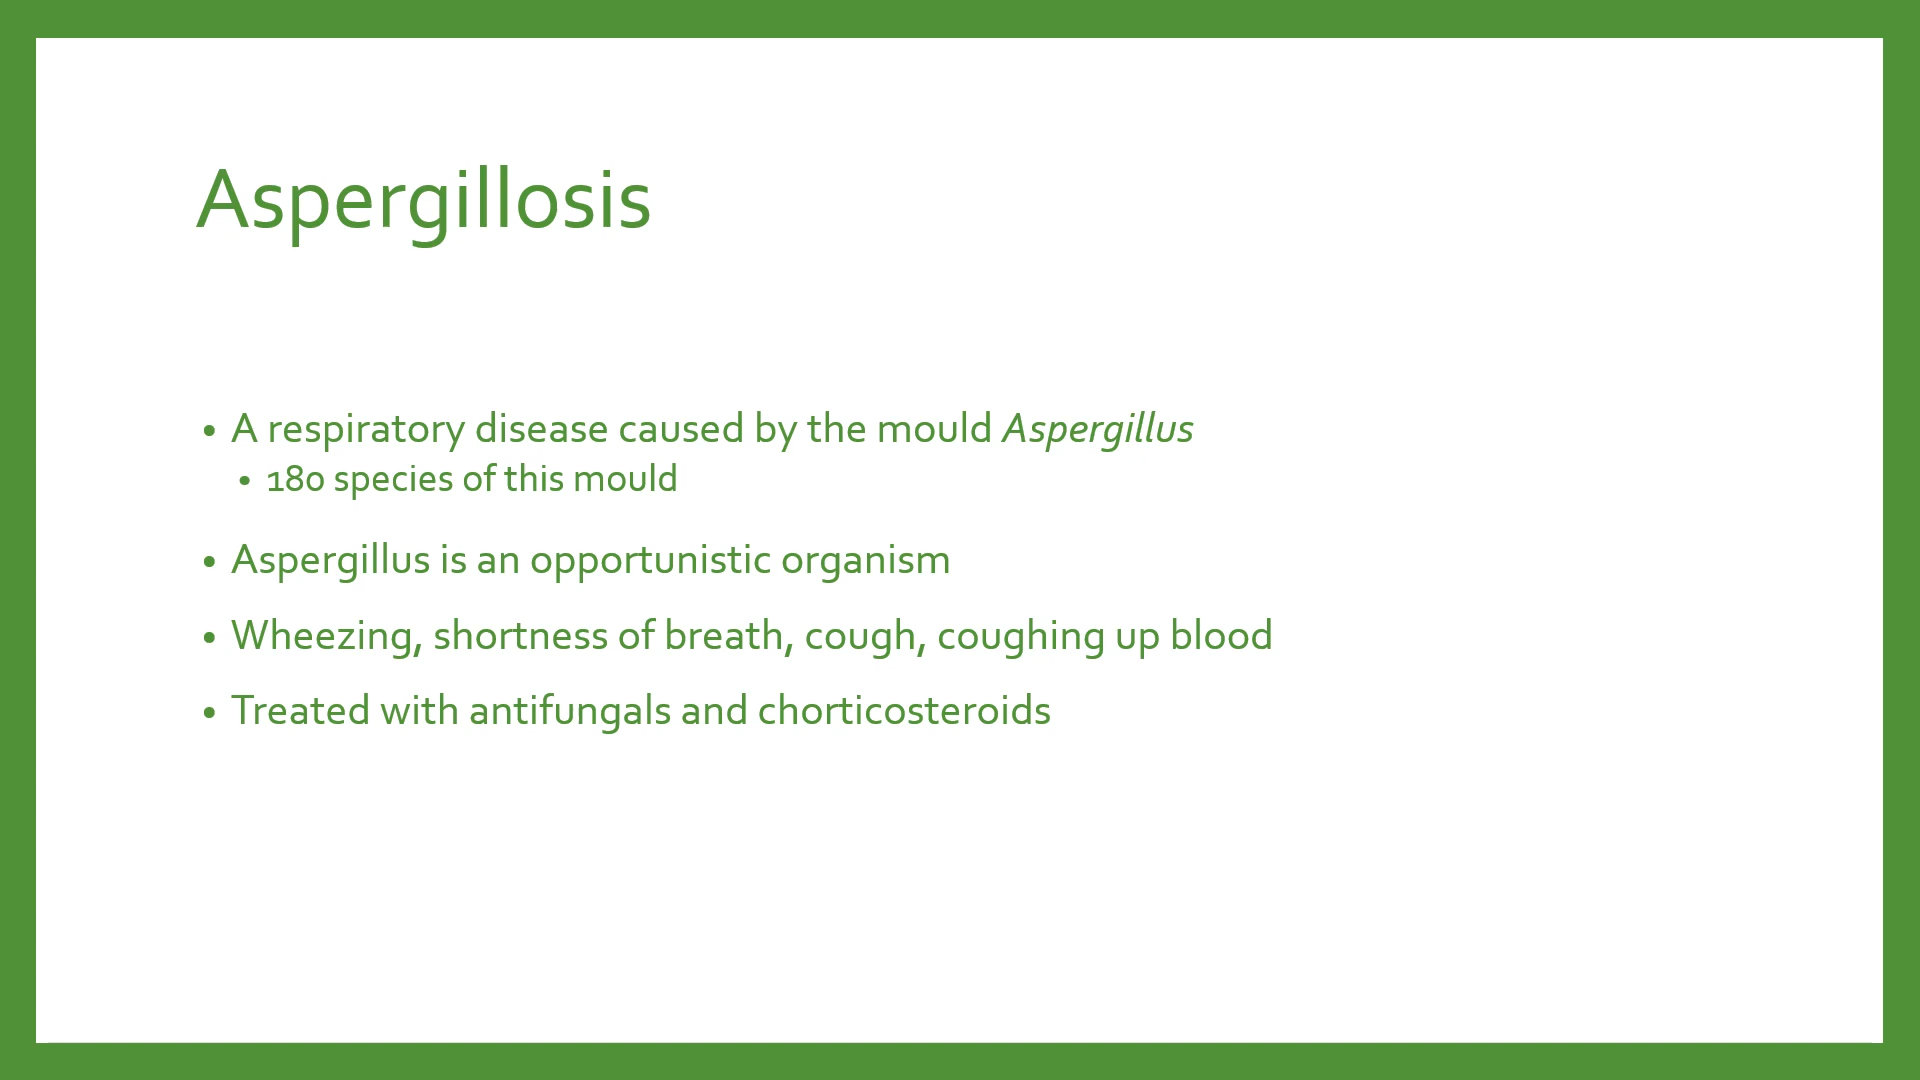 Aspergillosis
• A respiratory disease caused by the mould Aspergillus
• 180 species of this mould
• Aspergillus is an opportunistic organism
• Wheezing, shortness of breath, cough, coughing up blood
• Treated with antifungals and chorticosteroids